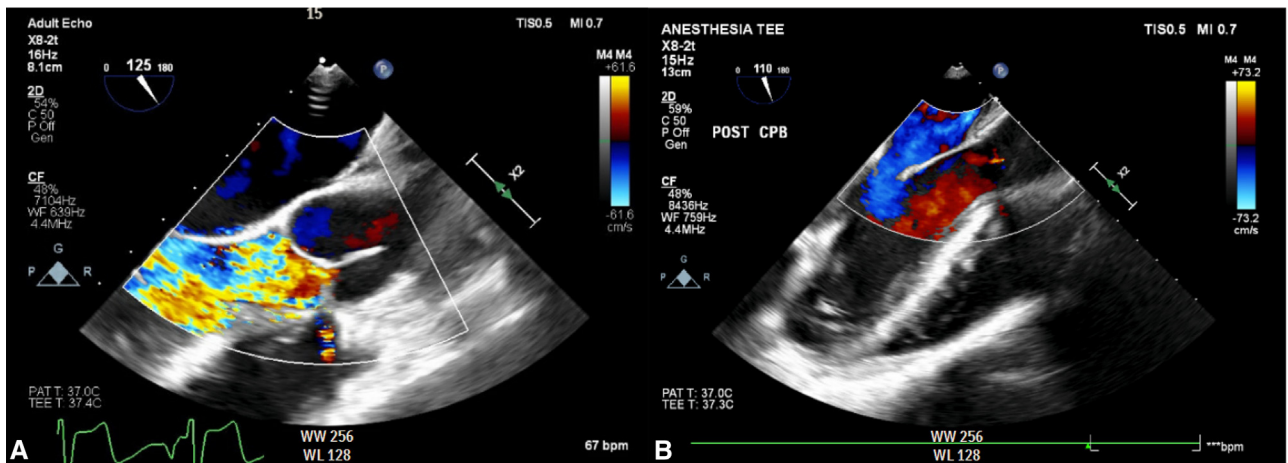 15
Adult Echo
TIS0.5 MI 0.7
X8-2t
16Hz
8.1cm
0 125 180
P
M4 M4
+61.6
2D
54%
C 50
P Off
Gen
X2
CF
48%
7104Hz
WF 639Hz
4.4MHz
-61.6
cm/s
G
P R
PAT T: 37.0C
TEE T: 37.4C
A
WW 256
WL 128
67 bpm
ANESTHESIA TEE
TIS0.5 MI 0.7
X8-2t
15Hz
13cm
0 110 180
P
M4 M4
+73.2
2D
59%
C 50
P Off
Gen
POST CPB
X2
CF
48%
8436Hz
WF 759Hz
4.4MHz
-73.2
cm/s
G
P R
PAT T: 37.0C
TEE T: 37.3C
B
WW 256
WL 128
***bpm